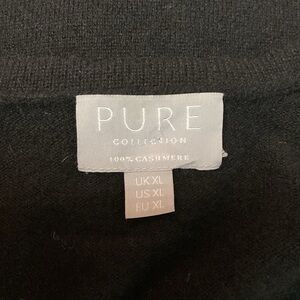 PURE
COLLECTION
100% CASHMERE
UK XL
US XL
EU XL